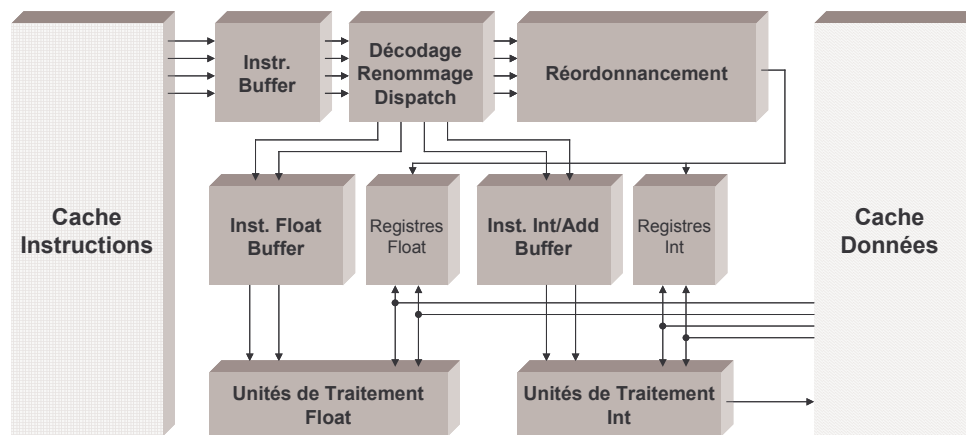 Instr.
Buffer
Décodage
Renommage
Dispatch
Réordonnancement
Cache
Instructions
Inst. Float
Buffer
Registres
Float
Inst. Int/Add
Buffer
Registres
Int
Cache
Données
Unités de Traitement
Float
Unités de Traitement
Int